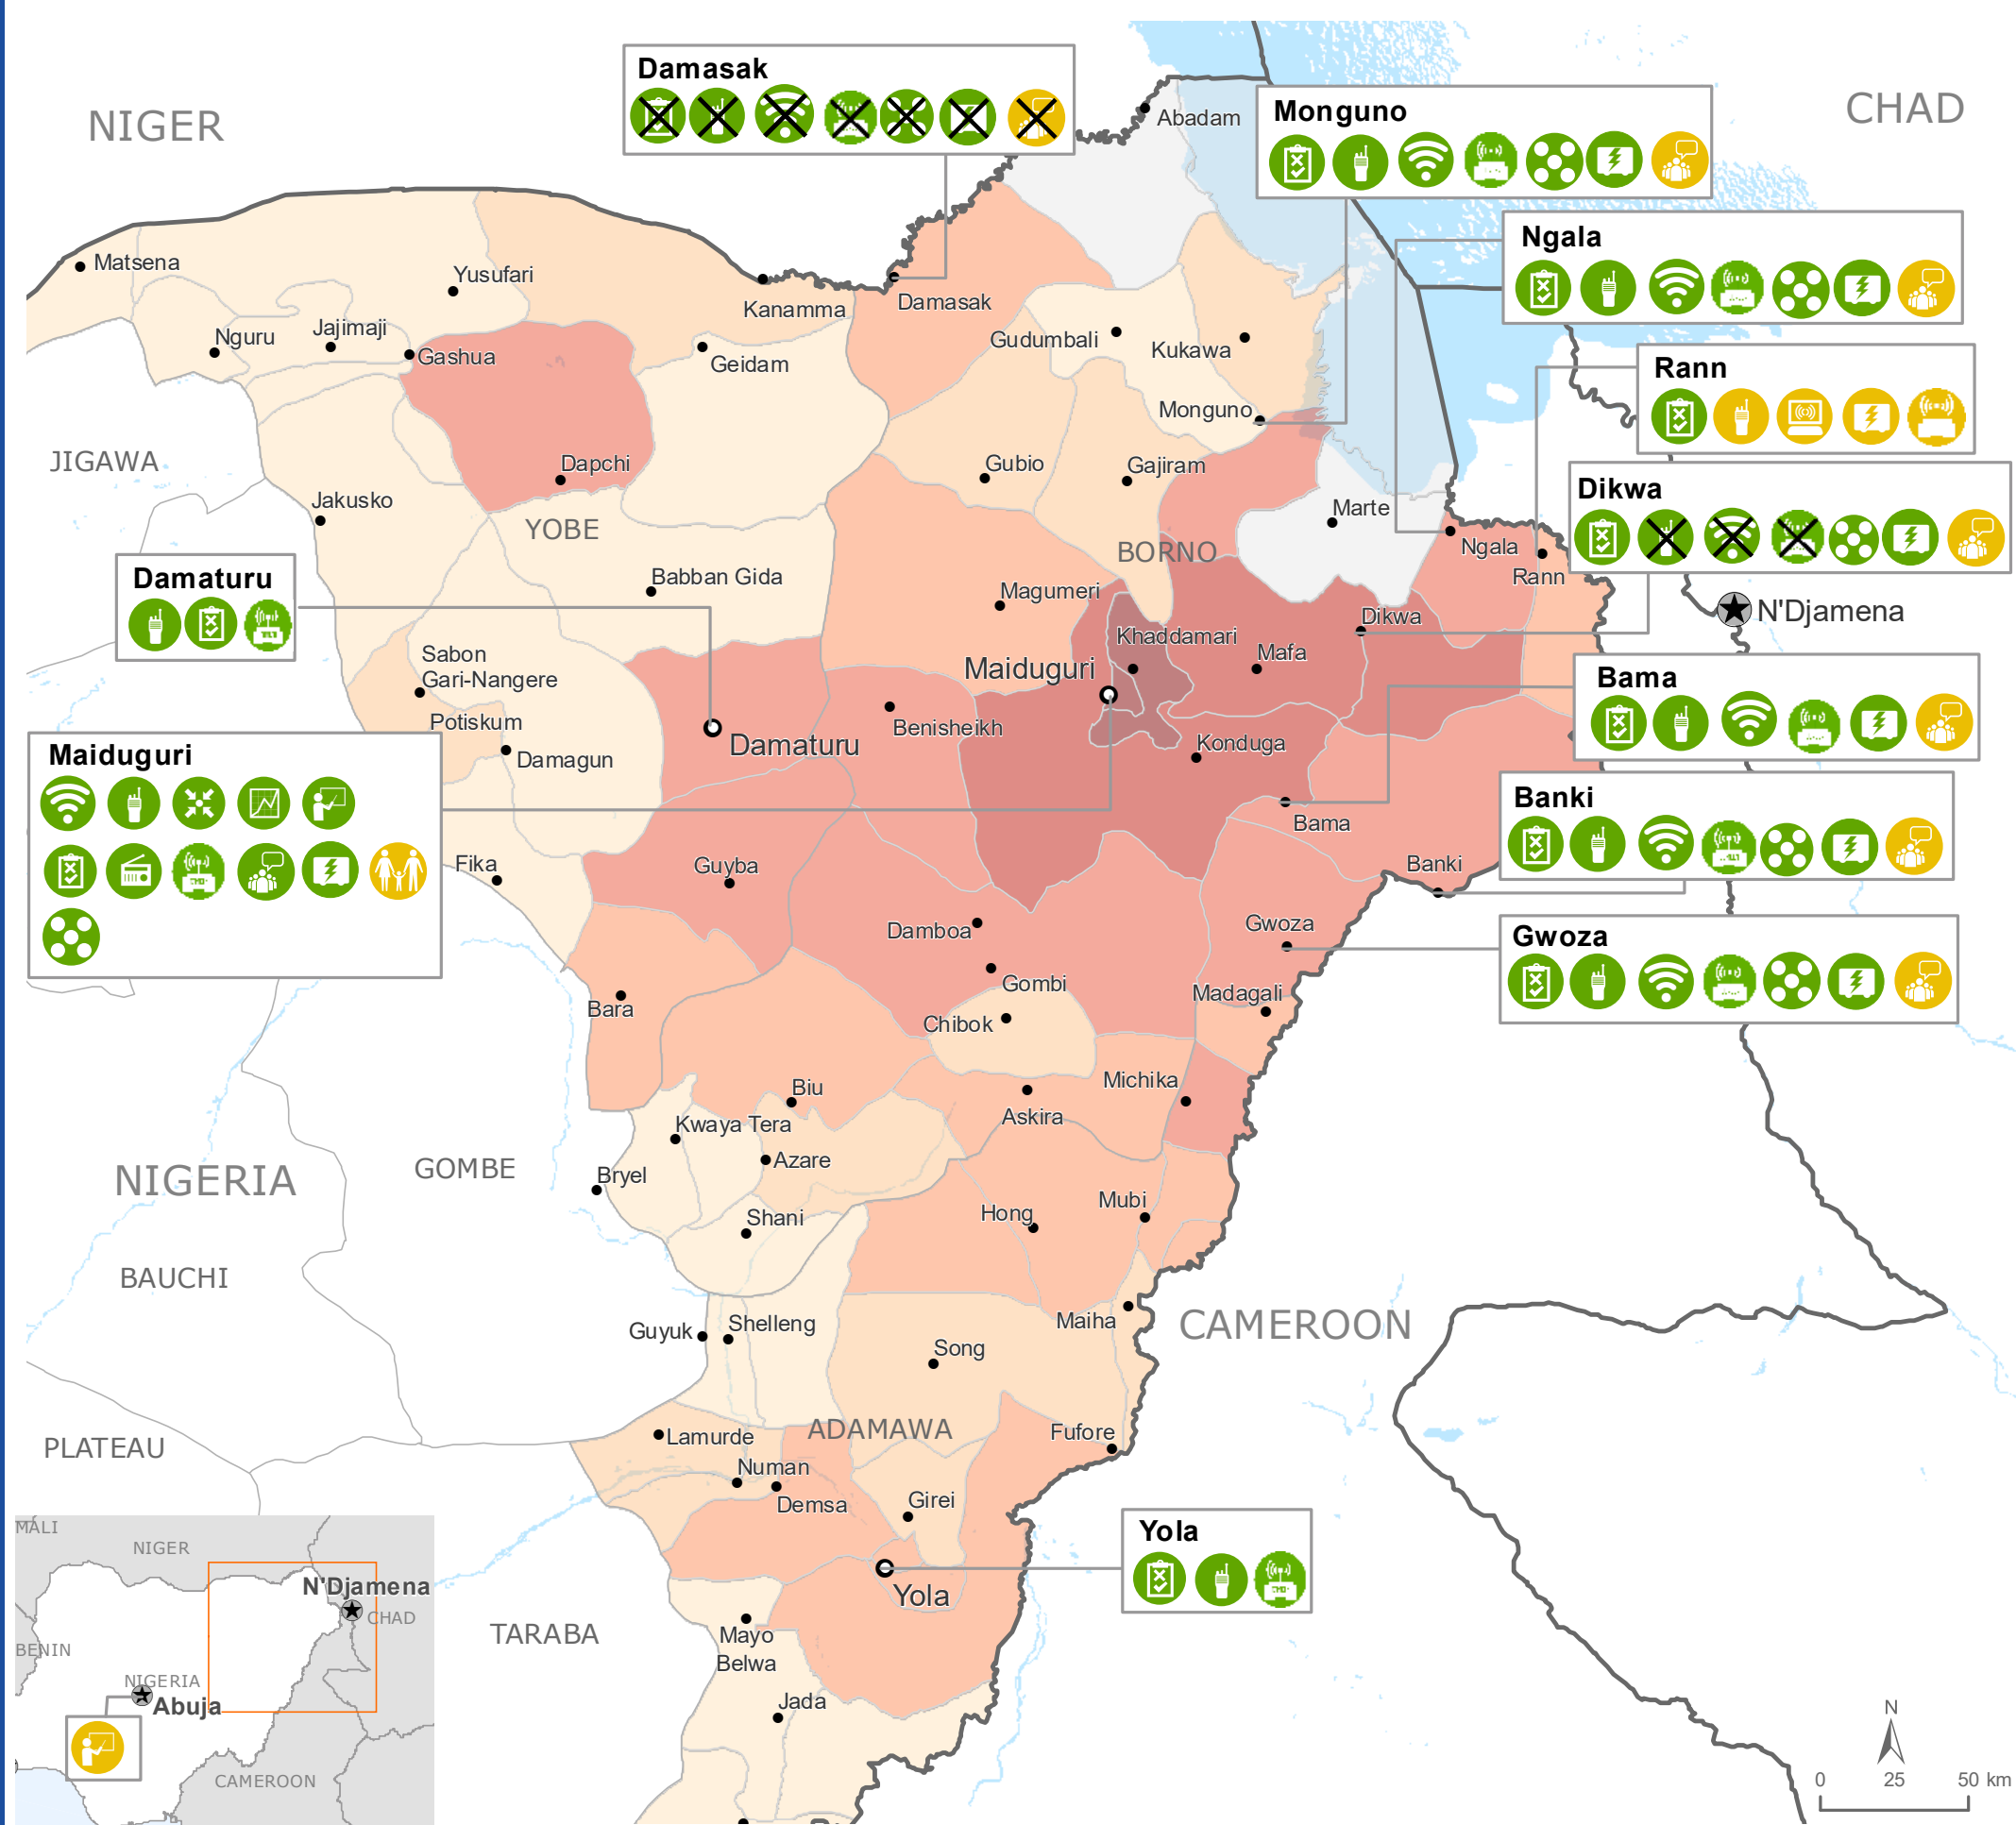 Damasak
NIGER
Abadam
Monguno
CHAD
Ngala
Matsena
Yusufari
Kanamma
Damasak
Nguru
Jajimaji
Gashua
Geidam
Gudumbali
Kukawa
Rann
Monguno
JIGAWA
Dapchi
Gubio
Gajiram
Dikwa
Jakusko
YOBE
Marte
BORNO
Ngala
Rann
Damaturu
Babban Gida
Magumeri
Dikwa
N'Djamena
Khaddamari
Mafa
Sabon
Gari-Nangere
Maiduguri
Bama
Potiskum
Benisheikh
Damaturu
Konduga
Maiduguri
Damagun
Banki
Bama
Fika
Guyba
Banki
Damboa
Gwoza
Gwoza
Gombi
Madagali
Bara
Chibok
Biu
Michika
Askira
Kwaya Tera
Azare
NIGERIA
GOMBE
Bryel
Shani
Hong
Mubi
BAUCHI
Guyuk
Shelleng
Maiha
CAMEROON
Song
ADAMAWA
PLATEAU
Lamurde
Fufore
Numan
Demsa
Girei
MALI
NIGER
Yola
N'Djamena
CHAD
Yola
TARABA
Mayo
Belwa
BENIN
NIGERIA
Abuja
Jada
CAMEROON
N
0 25 50 km